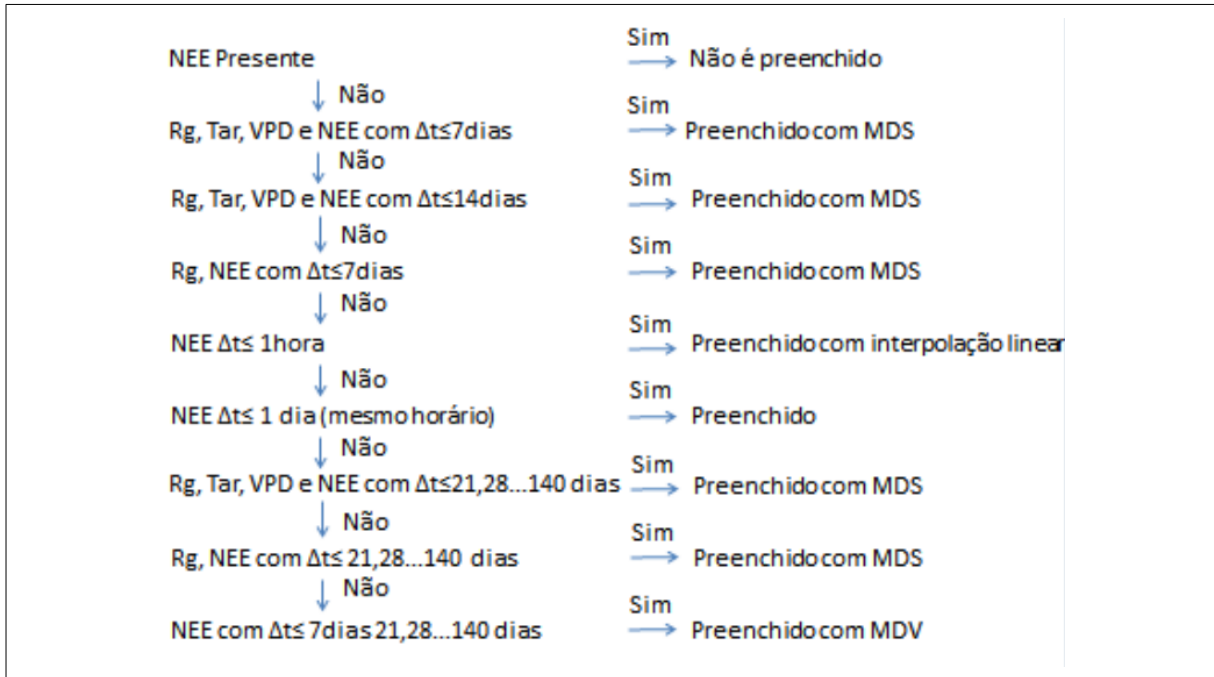 NEE Presente Sim Não é preenchido
Não
Rg, Tar, VPD e NEE com Δt≤7dias Sim Preenchido com MDS
Não
Rg, Tar, VPD e NEE com Δt≤14dias Sim Preenchido com MDS
Não
Rg, NEE com Δt≤7dias Sim Preenchido com MDS
Não
NEE Δt≤ 1hora Sim Preenchido com interpolação linear
Não
NEE Δt≤ 1 dia (mesmo horário) Sim Preenchido
Não
Rg, Tar, VPD e NEE com Δt≤21,28...140 dias Sim Preenchido com MDS
Não
Rg, NEE com Δt≤ 21,28...140 dias Sim Preenchido com MDS
Não
NEE com Δt≤ 7dias 21,28...140 dias Sim Preenchido com MDV